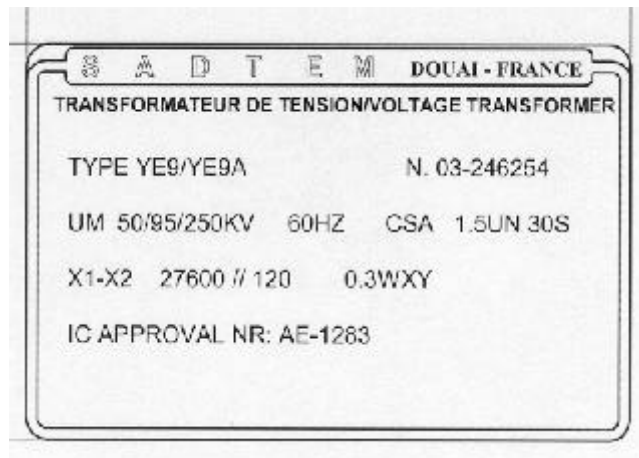 S A D T E M DOUAI - FRANCE
TRANSFORMATEUR DE TENSION/VOLTAGE TRANSFORMER
TYPE YE9/YE9A N. 03-246254
UM 50/95/250KV 60HZ CSA 1.5UN 30S
X1-X2 27600 // 120 0.3WXY
IC APPROVAL NR: AE-1283